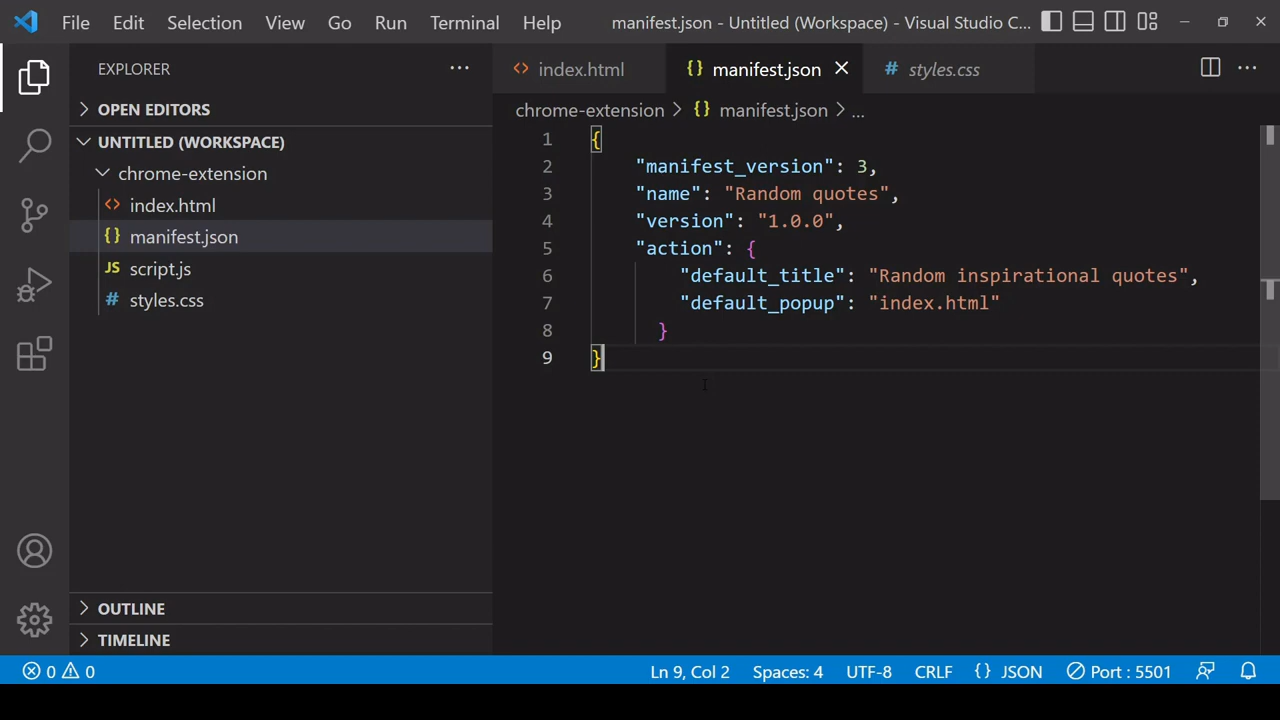 File Edit Selection View Go Run Terminal Help manifest.json - Untitled (Workspace) - Visual Studio C...
EXPLORER
OPEN EDITORS
UNTITLED (WORKSPACE)
chrome-extension
index.html
manifest.json
JS script.js
# styles.css
OUTLINE
TIMELINE
index.html {} manifest.json # styles.css
chrome-extension > {} manifest.json > ...
1 {
2 "manifest_version": 3,
3 "name": "Random quotes",
4 "version": "1.0.0",
5 "action": {
6 "default_title": "Random inspirational quotes",
7 "default_popup": "index.html"
8 }
9 }
0 0 Ln 9, Col 2 Spaces: 4 UTF-8 CRLF {} JSON Port : 5501